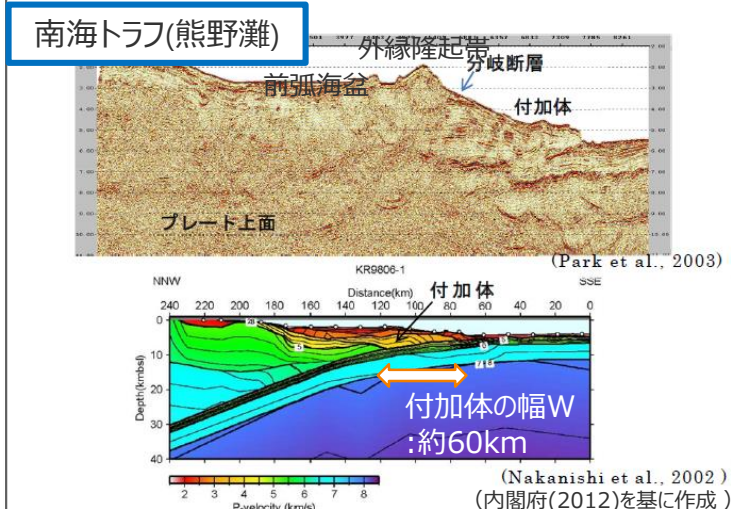 南海トラフ(熊野灘)
外縁隆起帯
分岐断層
前弧海盆
付加体
プレート上面
(Park et al., 2003)
KR9806-1
NNW
SSE
Distance(km)
付加体
240 220 200 180 160 140 120 100 80 60 40 20 0
0
10
20
30
40
Depth(kmbsl)
付加体の幅W
:約60km
(Nakanishi et al., 2002 )
2 3 4 5 6 7 8
P-velocity (km/s)
(内閣府(2012)を基に作成 )